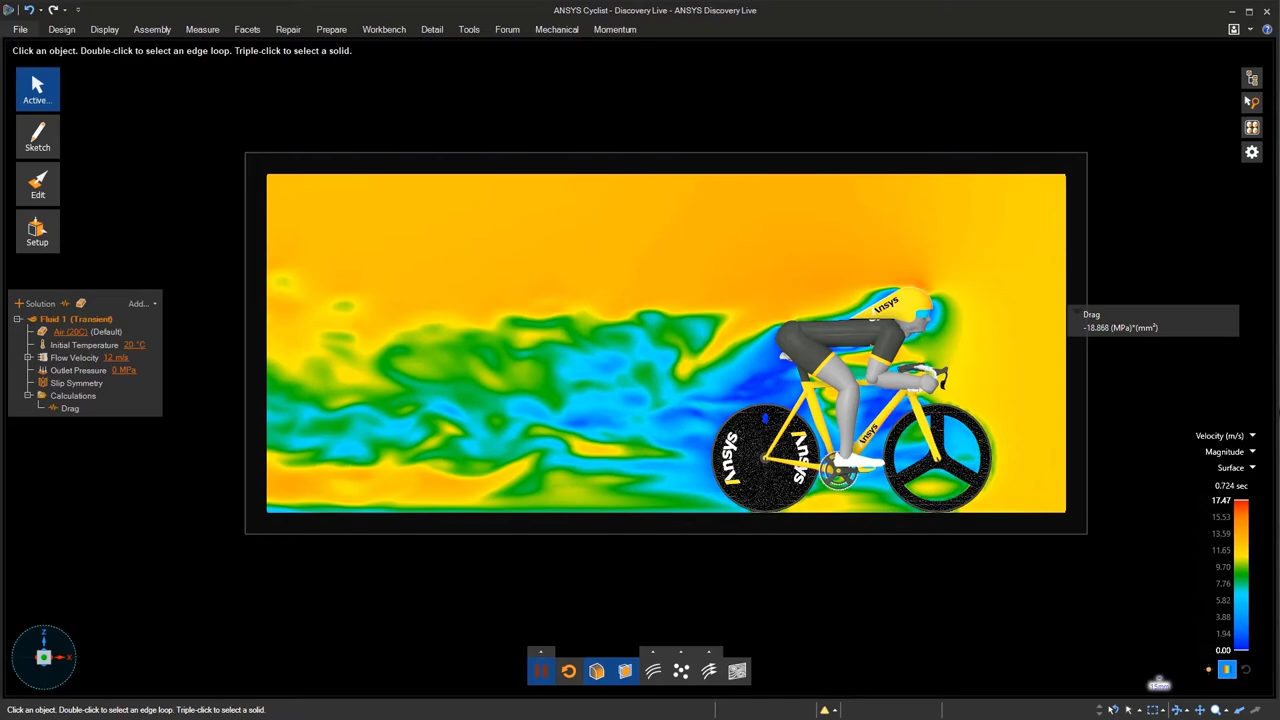 ANSYS Cyclist - Discovery Live - ANSYS Discovery Live
File Design Display Assembly Measure Facets Repair Prepare Workbench Detail Tools Forum Mechanical Momentum
Click an object. Double-click to select an edge loop. Triple-click to select a solid.
Active...
Sketch
Edit
Setup
Solution Add...
Fluid 1 (Transient)
Air (20C) (Default)
Initial Temperature 20 °C
Flow Velocity 12 m/s
Outlet Pressure 0 MPa
Slip Symmetry
Calculations
Drag
Ansys
Ansys
Ansys
Ansys
Drag
-18.868 (MPa)*(mm²)
Velocity (m/s)
Magnitude
Surface
0.724 sec
17.47
15.53
13.59
11.65
9.70
7.76
5.82
3.88
1.94
0.00
Z
X
15mm
Click an object. Double-click to select an edge loop. Triple-click to select a solid.